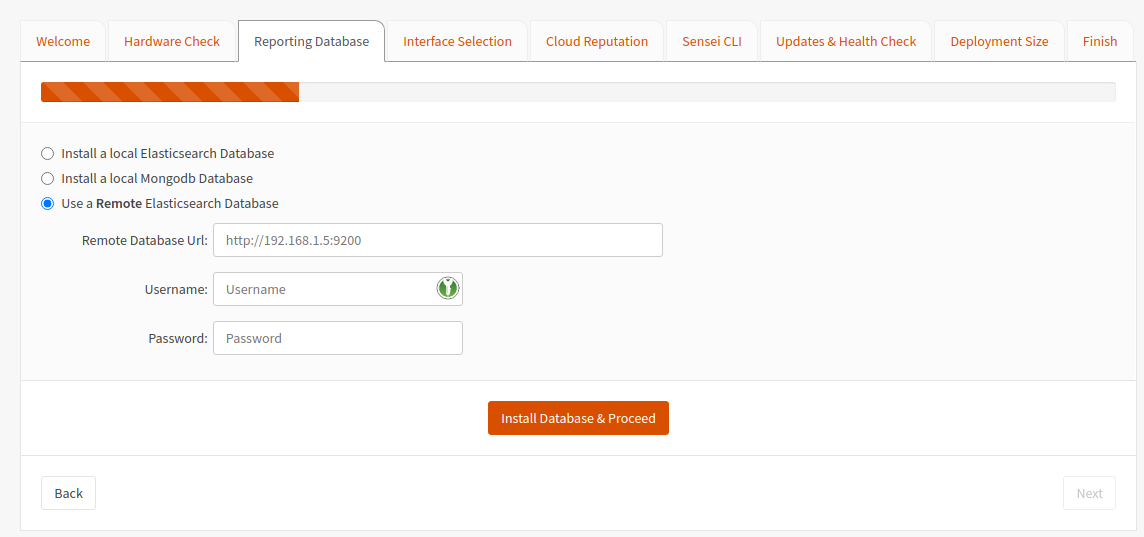 Welcome Hardware Check Reporting Database Interface Selection Cloud Reputation Sensei CLI Updates & Health Check Deployment Size Finish
Install a local Elasticsearch Database
Install a local Mongodb Database
Use a Remote Elasticsearch Database
Remote Database Url: http://192.168.1.5:9200
Username: Username
Password: Password
Install Database & Proceed
Back Next